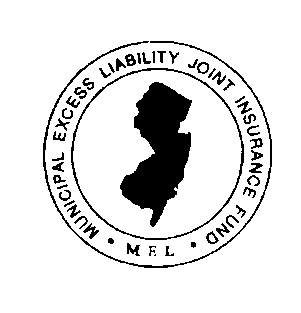 MUNICIPAL EXCESS LIABILITY JOINT INSURANCE FUND
• MEL •